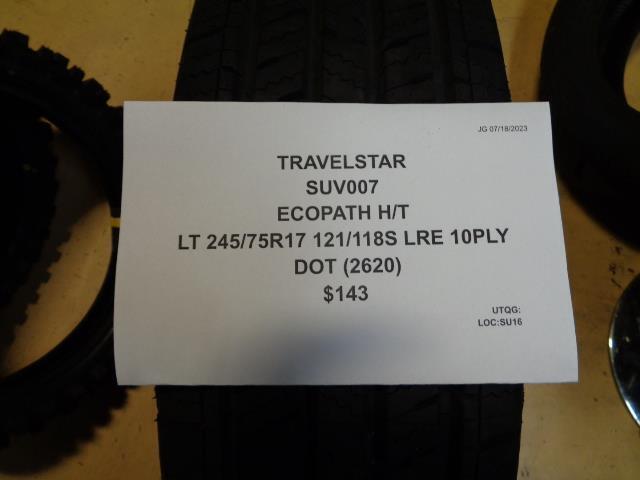 JG 07/18/2023
TRAVELSTAR
SUV007
ECOPATH H/T
LT 245/75R17 121/118S LRE 10PLY
DOT (2620)
$143
UTQG:
LOC:SU16